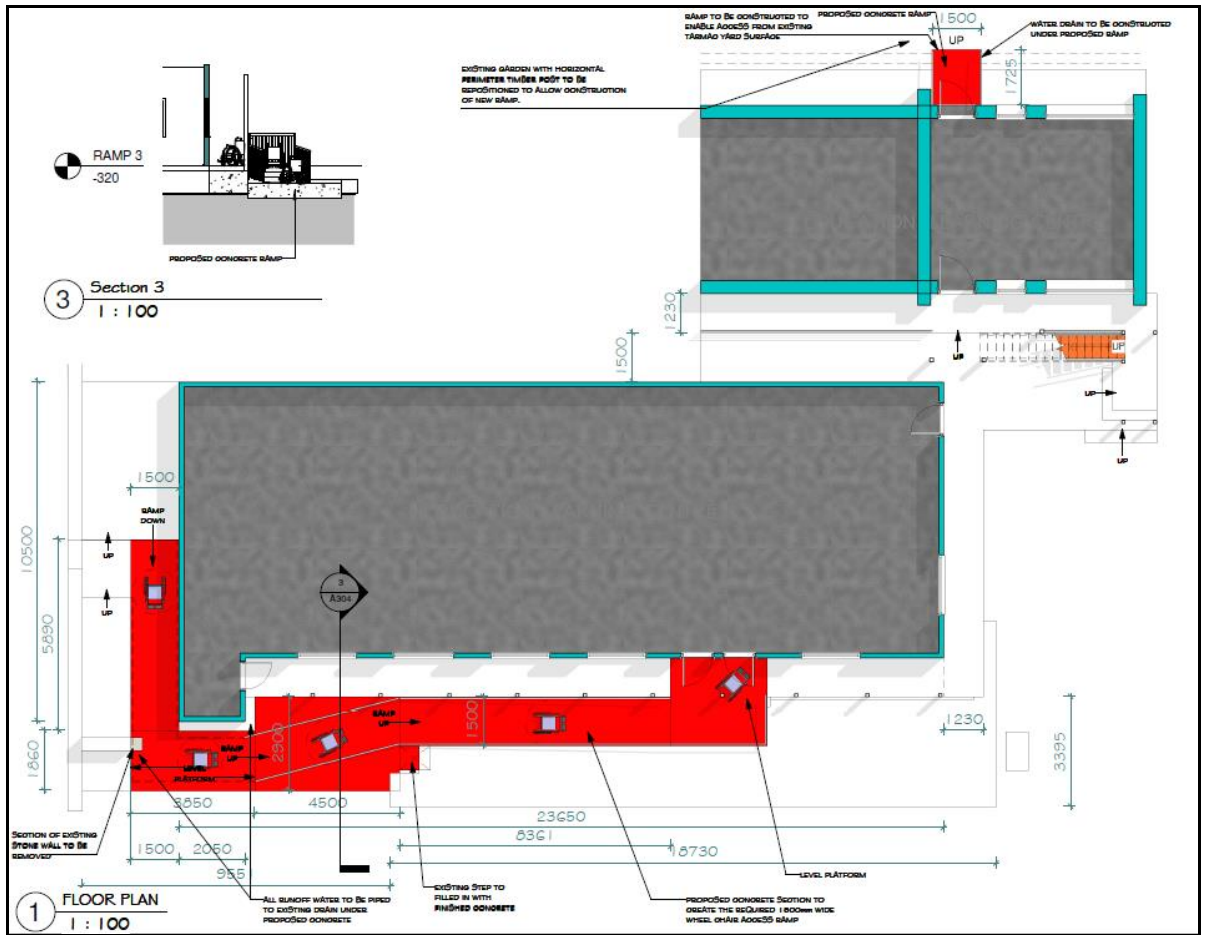 RAMP TO BE CONSTRUCTED TO
ENABLE ACCESS FROM EXISTING
TARMAC YARD SURFACE
PROPOSED CONCRETE RAMP
1500
UP
WATER DRAIN TO BE CONSTRUCTED
UNDER PROPOSED RAMP
1725
EXISTING GARDEN WITH HORIZONTAL
PERIMETER TIMBER POST TO BE
REPOSITIONED TO ALLOW CONSTRUCTION
OF NEW RAMP.
RAMP 3
-320
PROPOSED CONCRETE RAMP
3
Section 3
1 : 100
1230
1500
UP
UP
UP
UP
1500
RAMP
DOWN
10500
UP
UP
5890
3
A304
RAMP
UP
1500
2900
RAMP
UP
LEVEL
PLATFORM
1860
1230
3395
3850
4500
23650
8361
18730
SECTION OF EXISTING
STONE WALL TO BE
REMOVED
1500
2050
955
LEVEL PLATFORM
1
FLOOR PLAN
1 : 100
ALL RUNOFF WATER TO BE PIPED
TO EXISTING DRAIN UNDER
PROPOSED CONCRETE
EXISTING STEP TO
FILLED IN WITH
FINISHED CONCRETE
PROPOSED CONCRETE SECTION TO
CREATE THE REQUIRED 1800mm WIDE
WHEEL CHAIR ACCESS RAMP